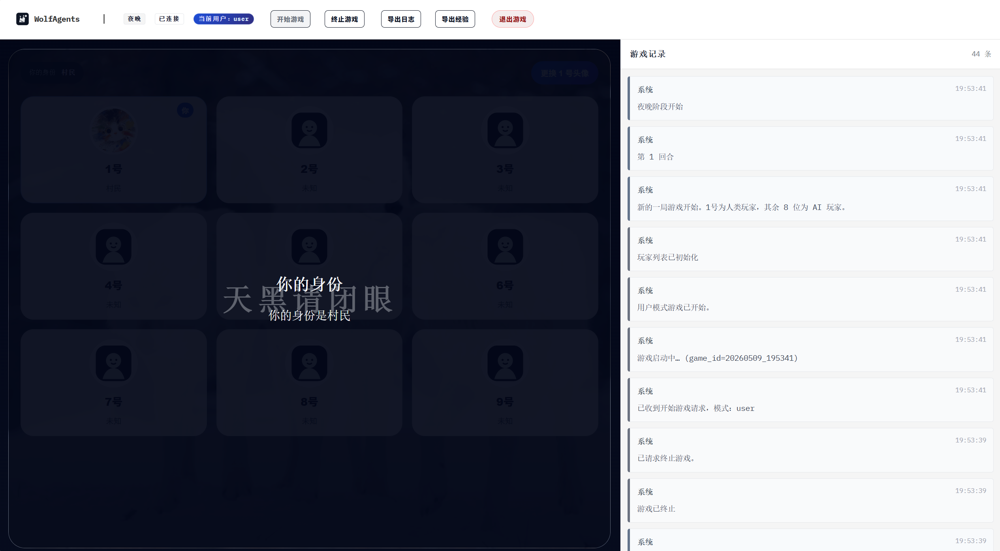 WolfAgents
夜晚
已连接
当前用户：user
开始游戏
终止游戏
导出日志
导出经验
退出游戏
你的身份 村民
更换 1 号头像
你
1号
村民
2号
未知
3号
未知
4号
未知
6号
未知
你的身份
天黑请闭眼
你的身份是村民
7号
未知
8号
未知
9号
未知
游戏记录
44 条
系统
19:53:41
夜晚阶段开始
系统
19:53:41
第 1 回合
系统
19:53:41
新的一局游戏开始。1号为人类玩家，其余 8 位为 AI 玩家。
系统
19:53:41
玩家列表已初始化
系统
19:53:41
用户模式游戏已开始。
系统
19:53:41
游戏启动中… (game_id=20260509_195341)
系统
19:53:41
已收到开始游戏请求，模式：user
系统
19:53:39
已请求终止游戏。
系统
19:53:39
游戏已终止
系统
19:53:39